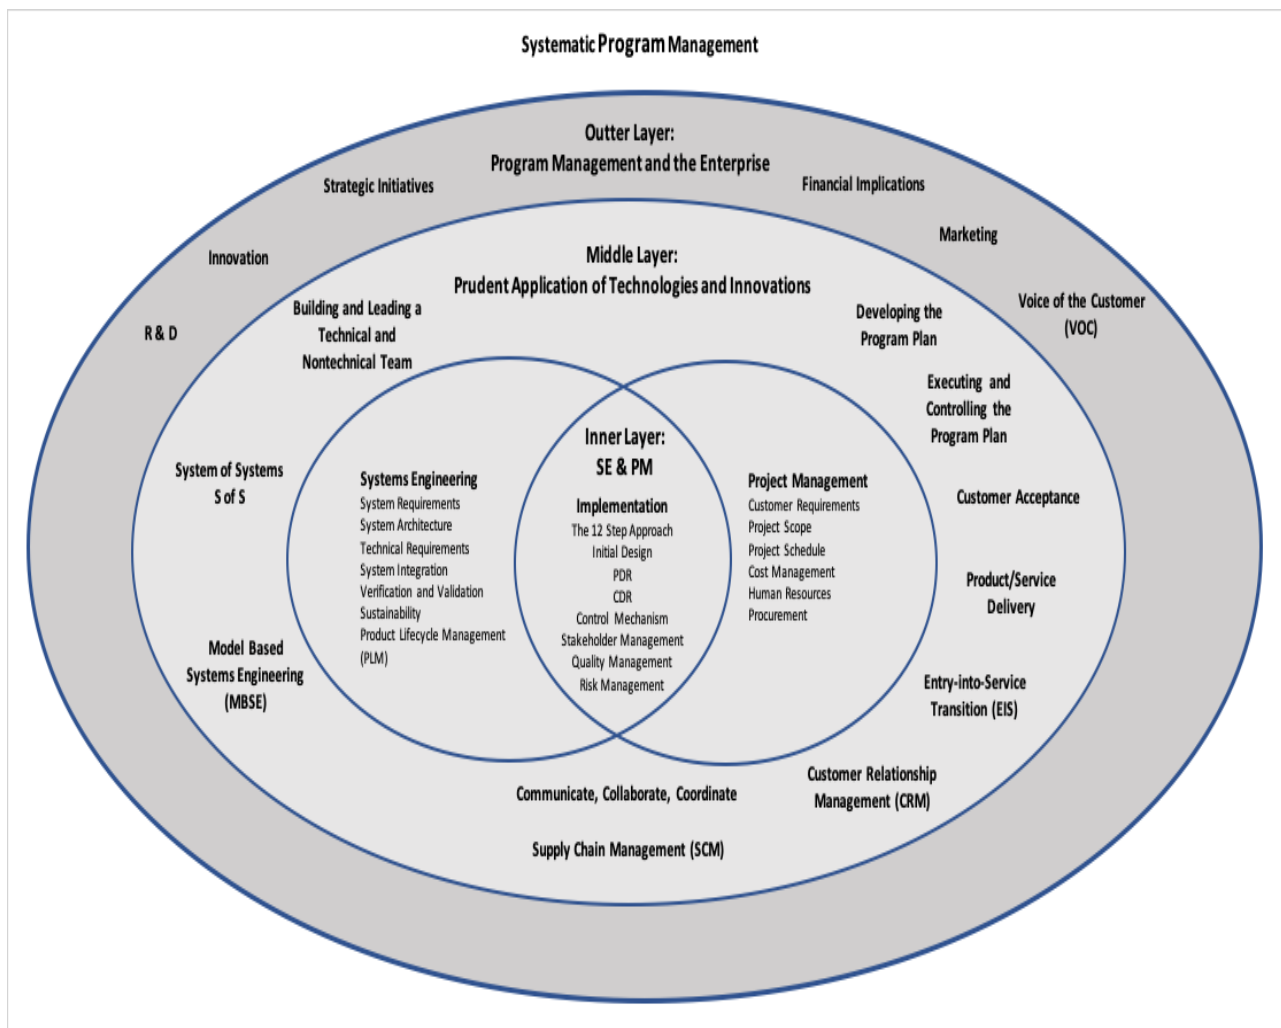 Systematic Program Management
Outter Layer:
Program Management and the Enterprise
Strategic Initiatives
Financial Implications
Innovation
Marketing
R & D
Voice of the Customer
(VOC)
Middle Layer:
Prudent Application of Technologies and Innovations
Building and Leading a
Technical and
Nontechnical Team
Developing the
Program Plan
Executing and
Controlling the
Program Plan
System of Systems
S of S
Customer Acceptance
Model Based
Systems Engineering
(MBSE)
Product/Service
Delivery
Entry-into-Service
Transition (EIS)
Customer Relationship
Management (CRM)
Communicate, Collaborate, Coordinate
Supply Chain Management (SCM)
Systems Engineering
System Requirements
System Architecture
Technical Requirements
System Integration
Verification and Validation
Sustainability
Product Lifecycle Management
(PLM)
Inner Layer:
SE & PM
Implementation
The 12 Step Approach
Initial Design
PDR
CDR
Control Mechanism
Stakeholder Management
Quality Management
Risk Management
Project Management
Customer Requirements
Project Scope
Project Schedule
Cost Management
Human Resources
Procurement